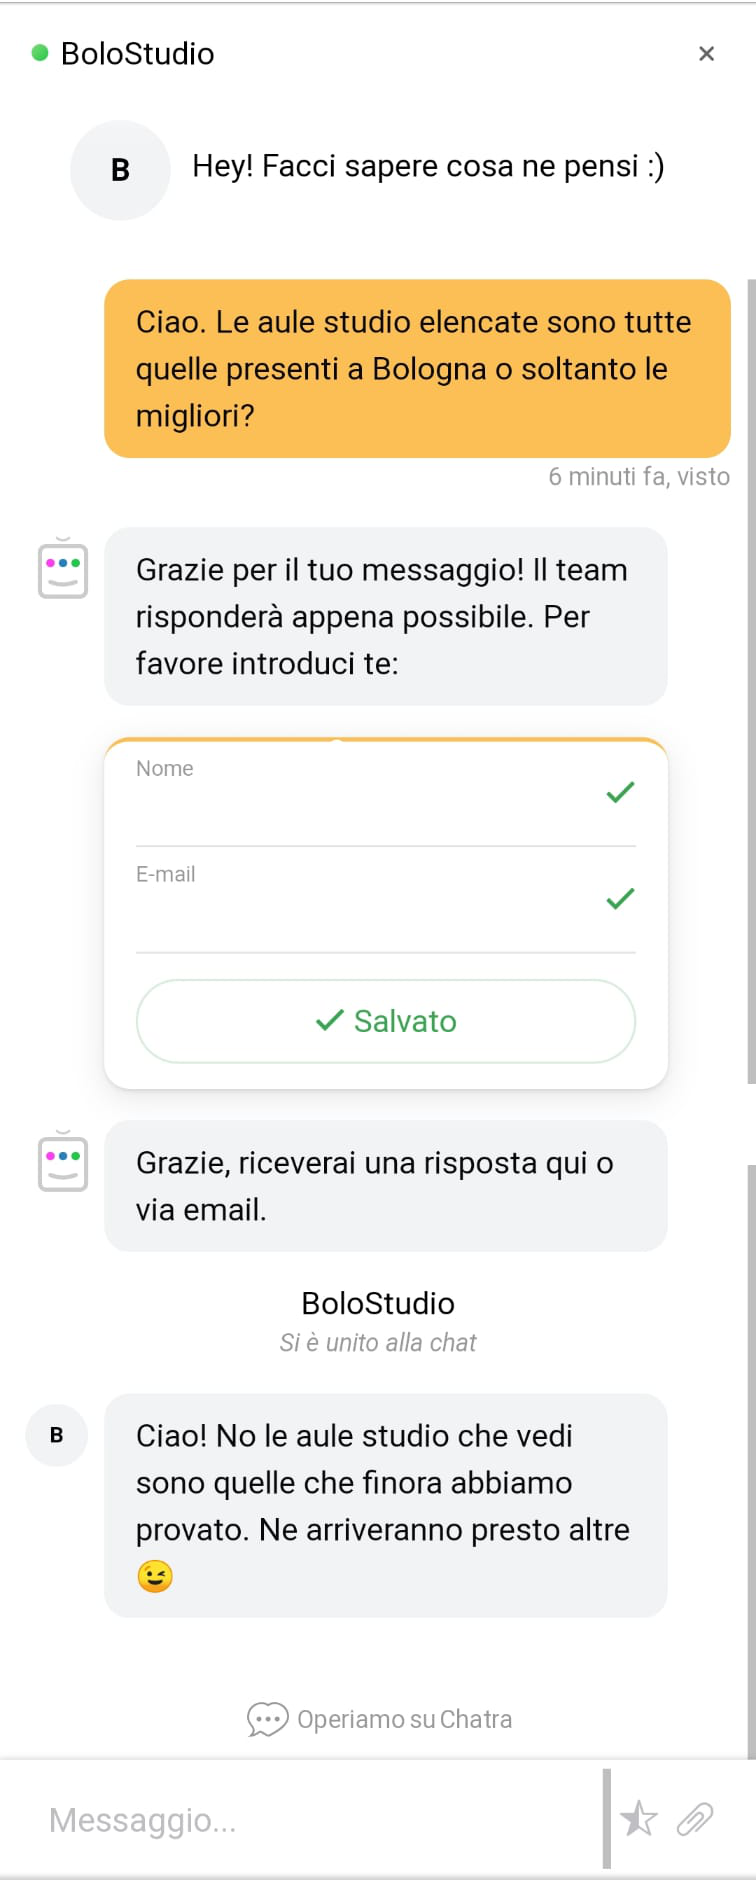 BoloStudio
B
Hey! Facci sapere cosa ne pensi :)
Ciao. Le aule studio elencate sono tutte
quelle presenti a Bologna o soltanto le
migliori?
6 minuti fa, visto
Grazie per il tuo messaggio! Il team
risponderà appena possibile. Per
favore introduci te:
Nome
E-mail
Salvato
Grazie, riceverai una risposta qui o
via email.
BoloStudio
Si è unito alla chat
B
Ciao! No le aule studio che vedi
sono quelle che finora abbiamo
provato. Ne arriveranno presto altre
😉
Operiamo su Chatra
Messaggio...